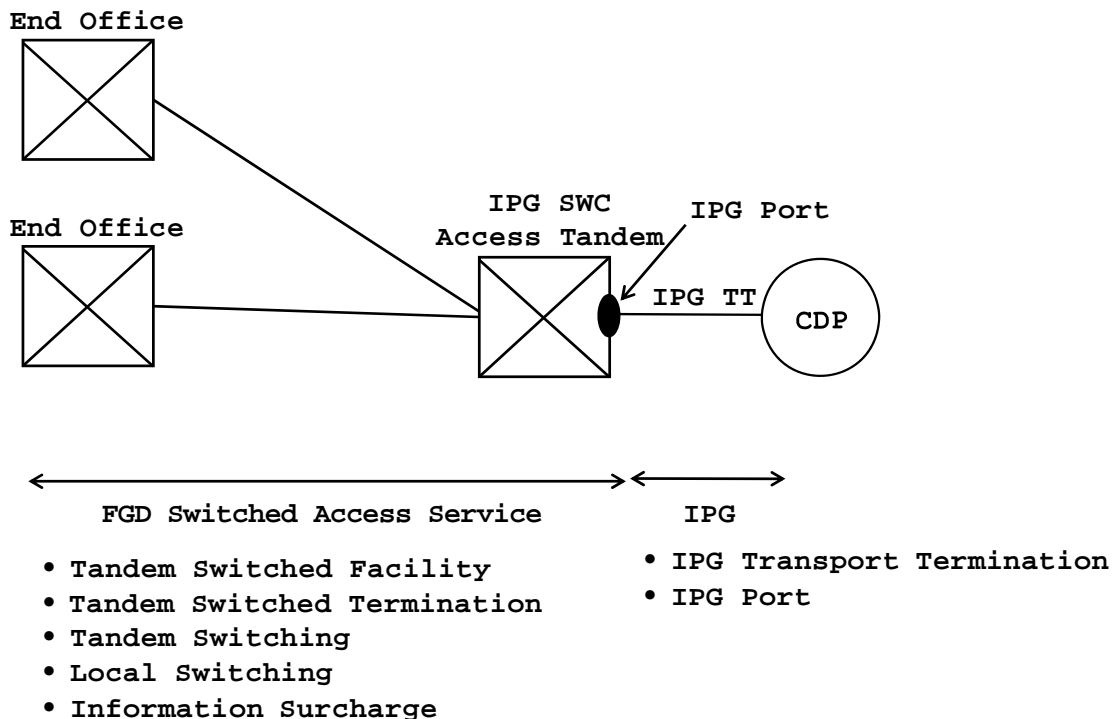 End Office
End Office
IPG SWC
Access Tandem
IPG Port
IPG TT
CDP
FGD Switched Access Service
• Tandem Switched Facility
• Tandem Switched Termination
• Tandem Switching
• Local Switching
• Information Surcharge
IPG
• IPG Transport Termination
• IPG Port